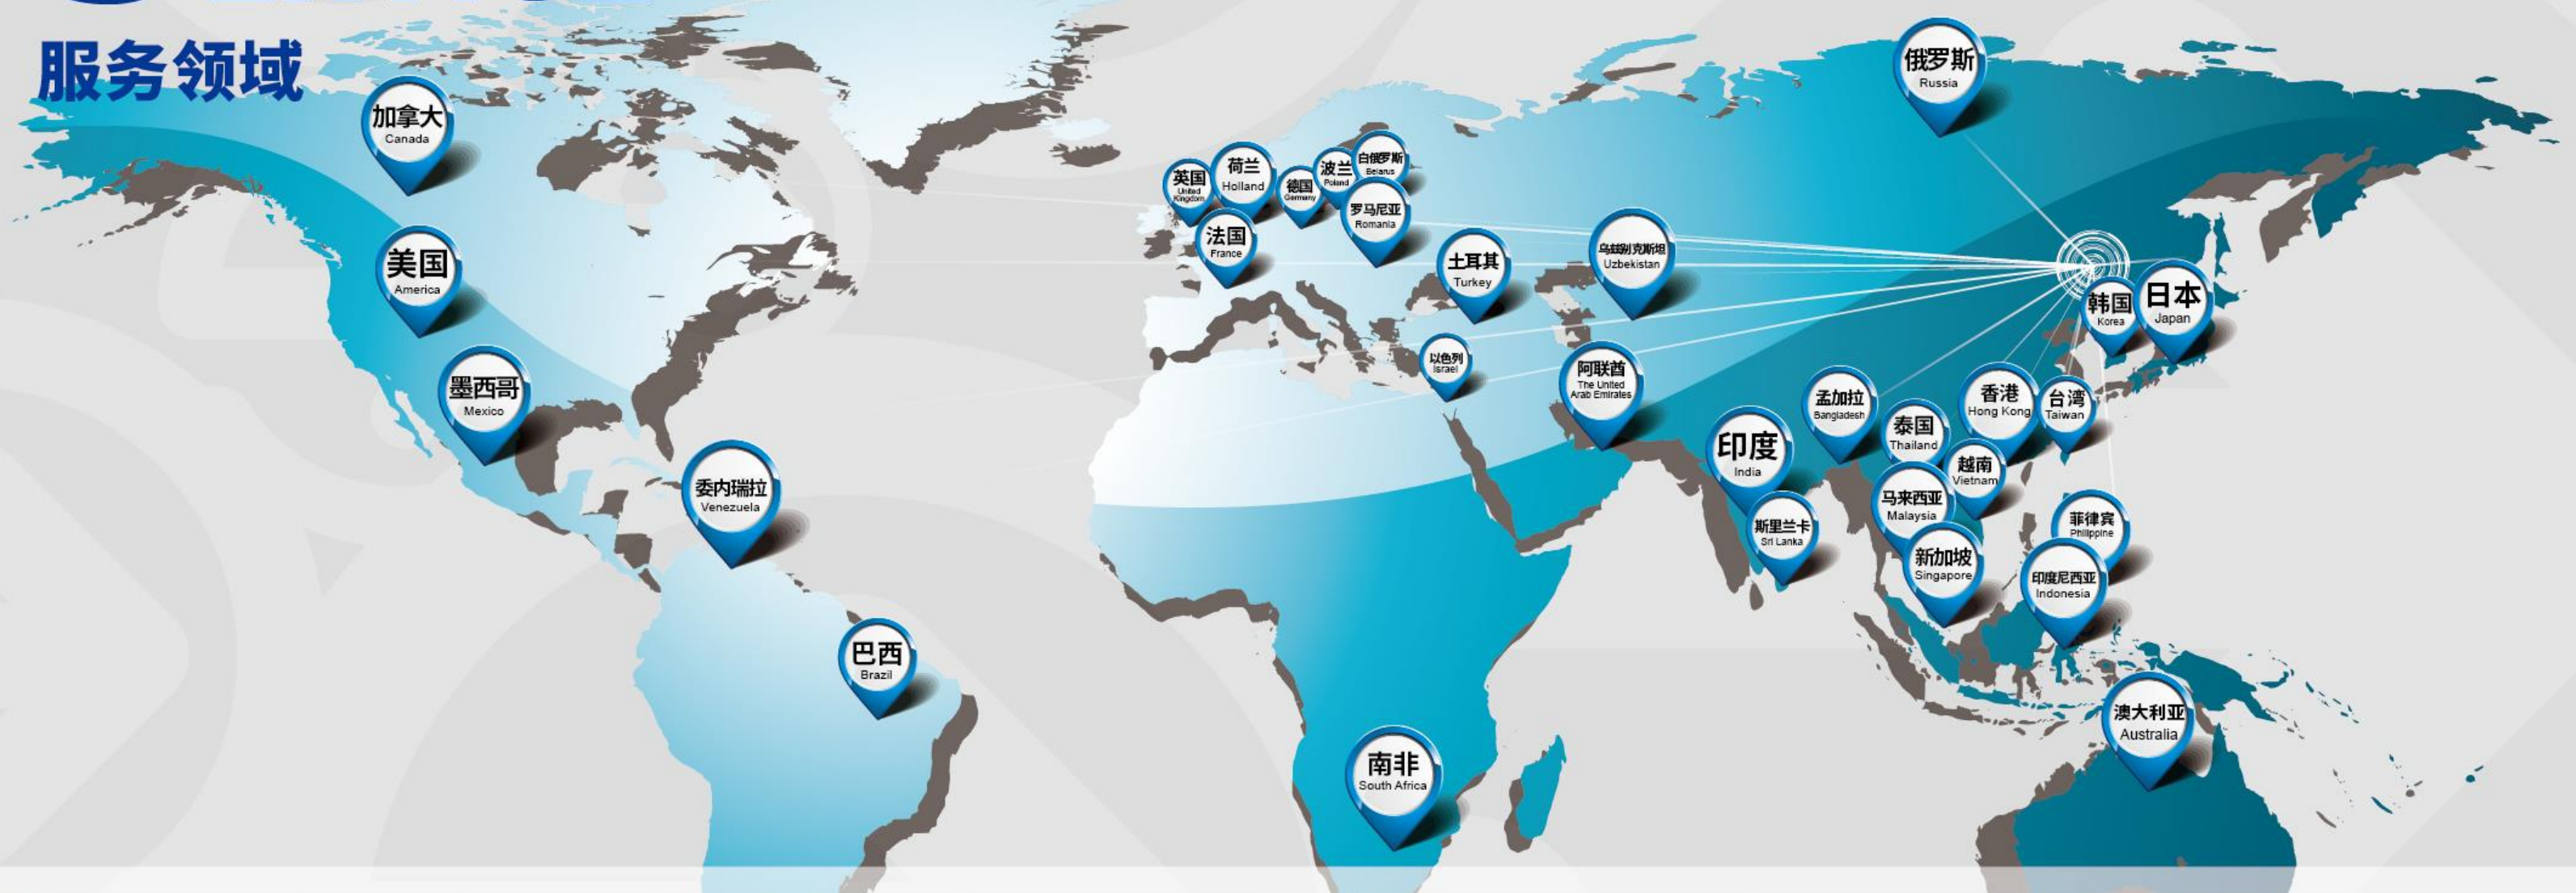 服务领域
加拿大
Canada
美国
America
墨西哥
Mexico
委内瑞拉
Venezuela
巴西
Brazil
英国
United
Kingdom
荷兰
Holland
德国
Germany
波兰
Poland
白俄罗斯
Belarus
罗马尼亚
Romania
法国
France
土耳其
Turkey
以色列
Israel
乌兹别克斯坦
Uzbekistan
阿联酋
The United
Arab Emirates
南非
South Africa
俄罗斯
Russia
韩国
Korea
日本
Japan
印度
India
斯里兰卡
Sri Lanka
孟加拉
Bangladesh
泰国
Thailand
香港
Hong Kong
台湾
Taiwan
越南
Vietnam
马来西亚
Malaysia
新加坡
Singapore
菲律宾
Philippine
印度尼西亚
Indonesia
澳大利亚
Australia